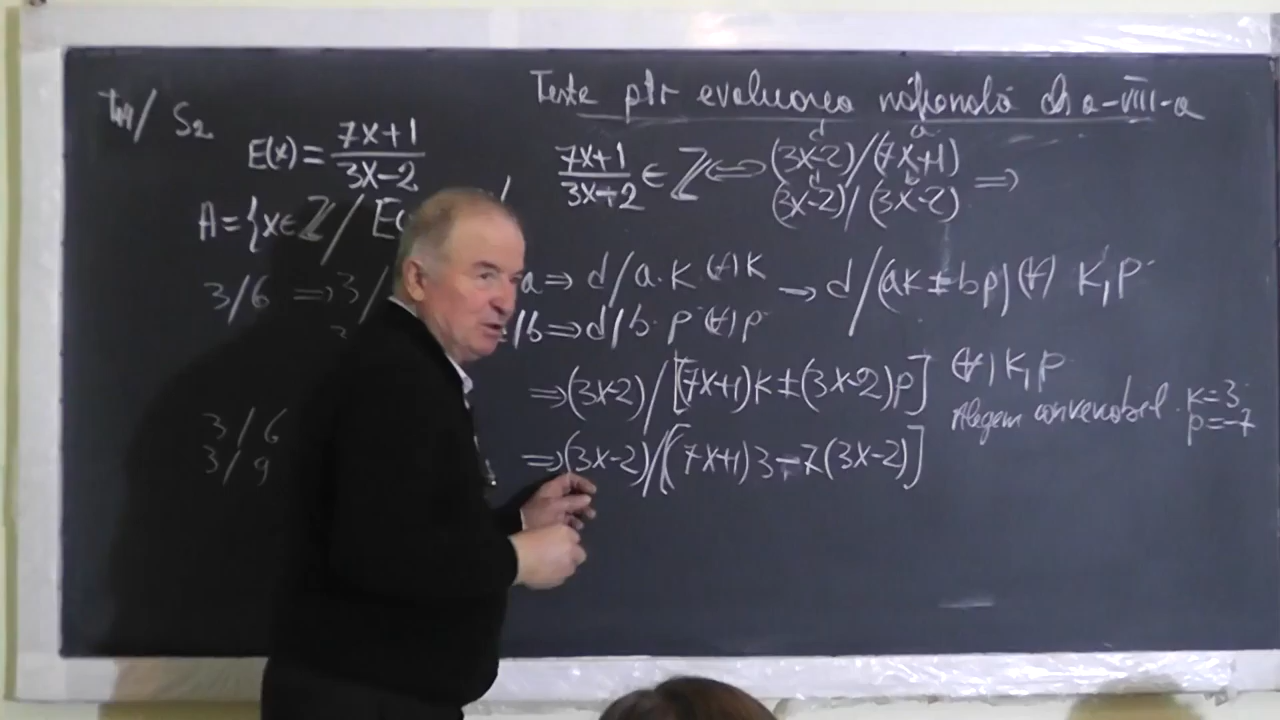 Teste ptr evaluarea națională cls a-VIII-a
S2
E(x) = (7x+1)/(3x-2)
A = {x∈Z / E(
3/6 ⇒ 3/
3/6
3/9
(7x+1)/(3x+2) ∈ Z ⇔ (3x-2)/(7x+1)
d a
(3x-2)/(3x-2) ⇒
d b
a ⇒ d/a·k (∀) k
/b ⇒ d/b·p (∀) p
→ d/(ak±bp) (∀) k,p
⇒ (3x-2)/[(7x+1)k±(3x-2)p] (∀) k,p
Alegem convenabil k=3
p=-7
⇒ (3x-2)/[(7x+1)3-7(3x-2)]